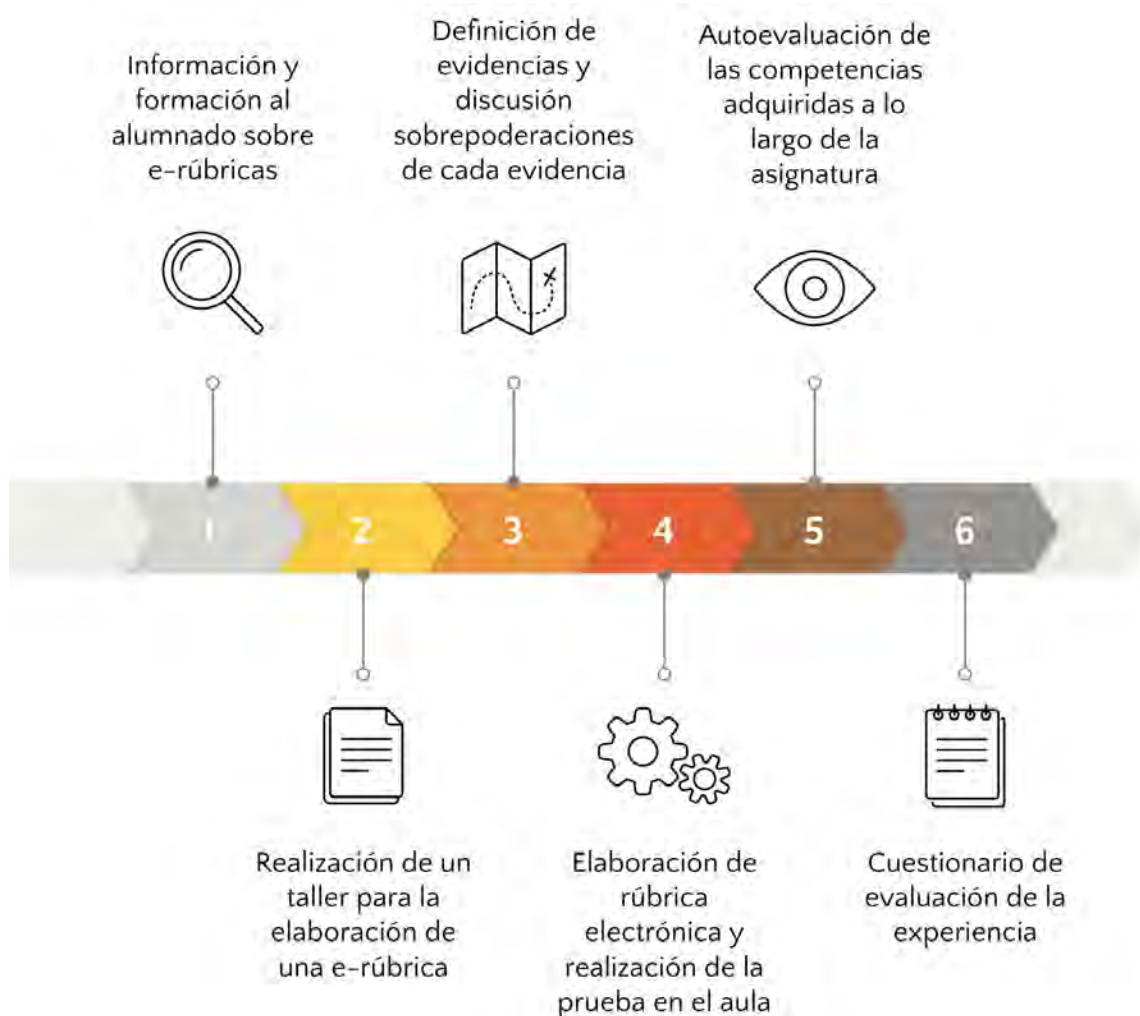 Información y
formación al
alumnado sobre
e-rúbricas
Definición de
evidencias y
discusión
sobrepoderaciones
de cada evidencia
Autoevaluación de
las competencias
adquiridas a lo
largo de la
asignatura
1
2
3
4
5
6
Realización de un
taller para la
elaboración de
una e-rúbrica
Elaboración de
rúbrica
electrónica y
realización de la
prueba en el aula
Cuestionario de
evaluación de la
experiencia